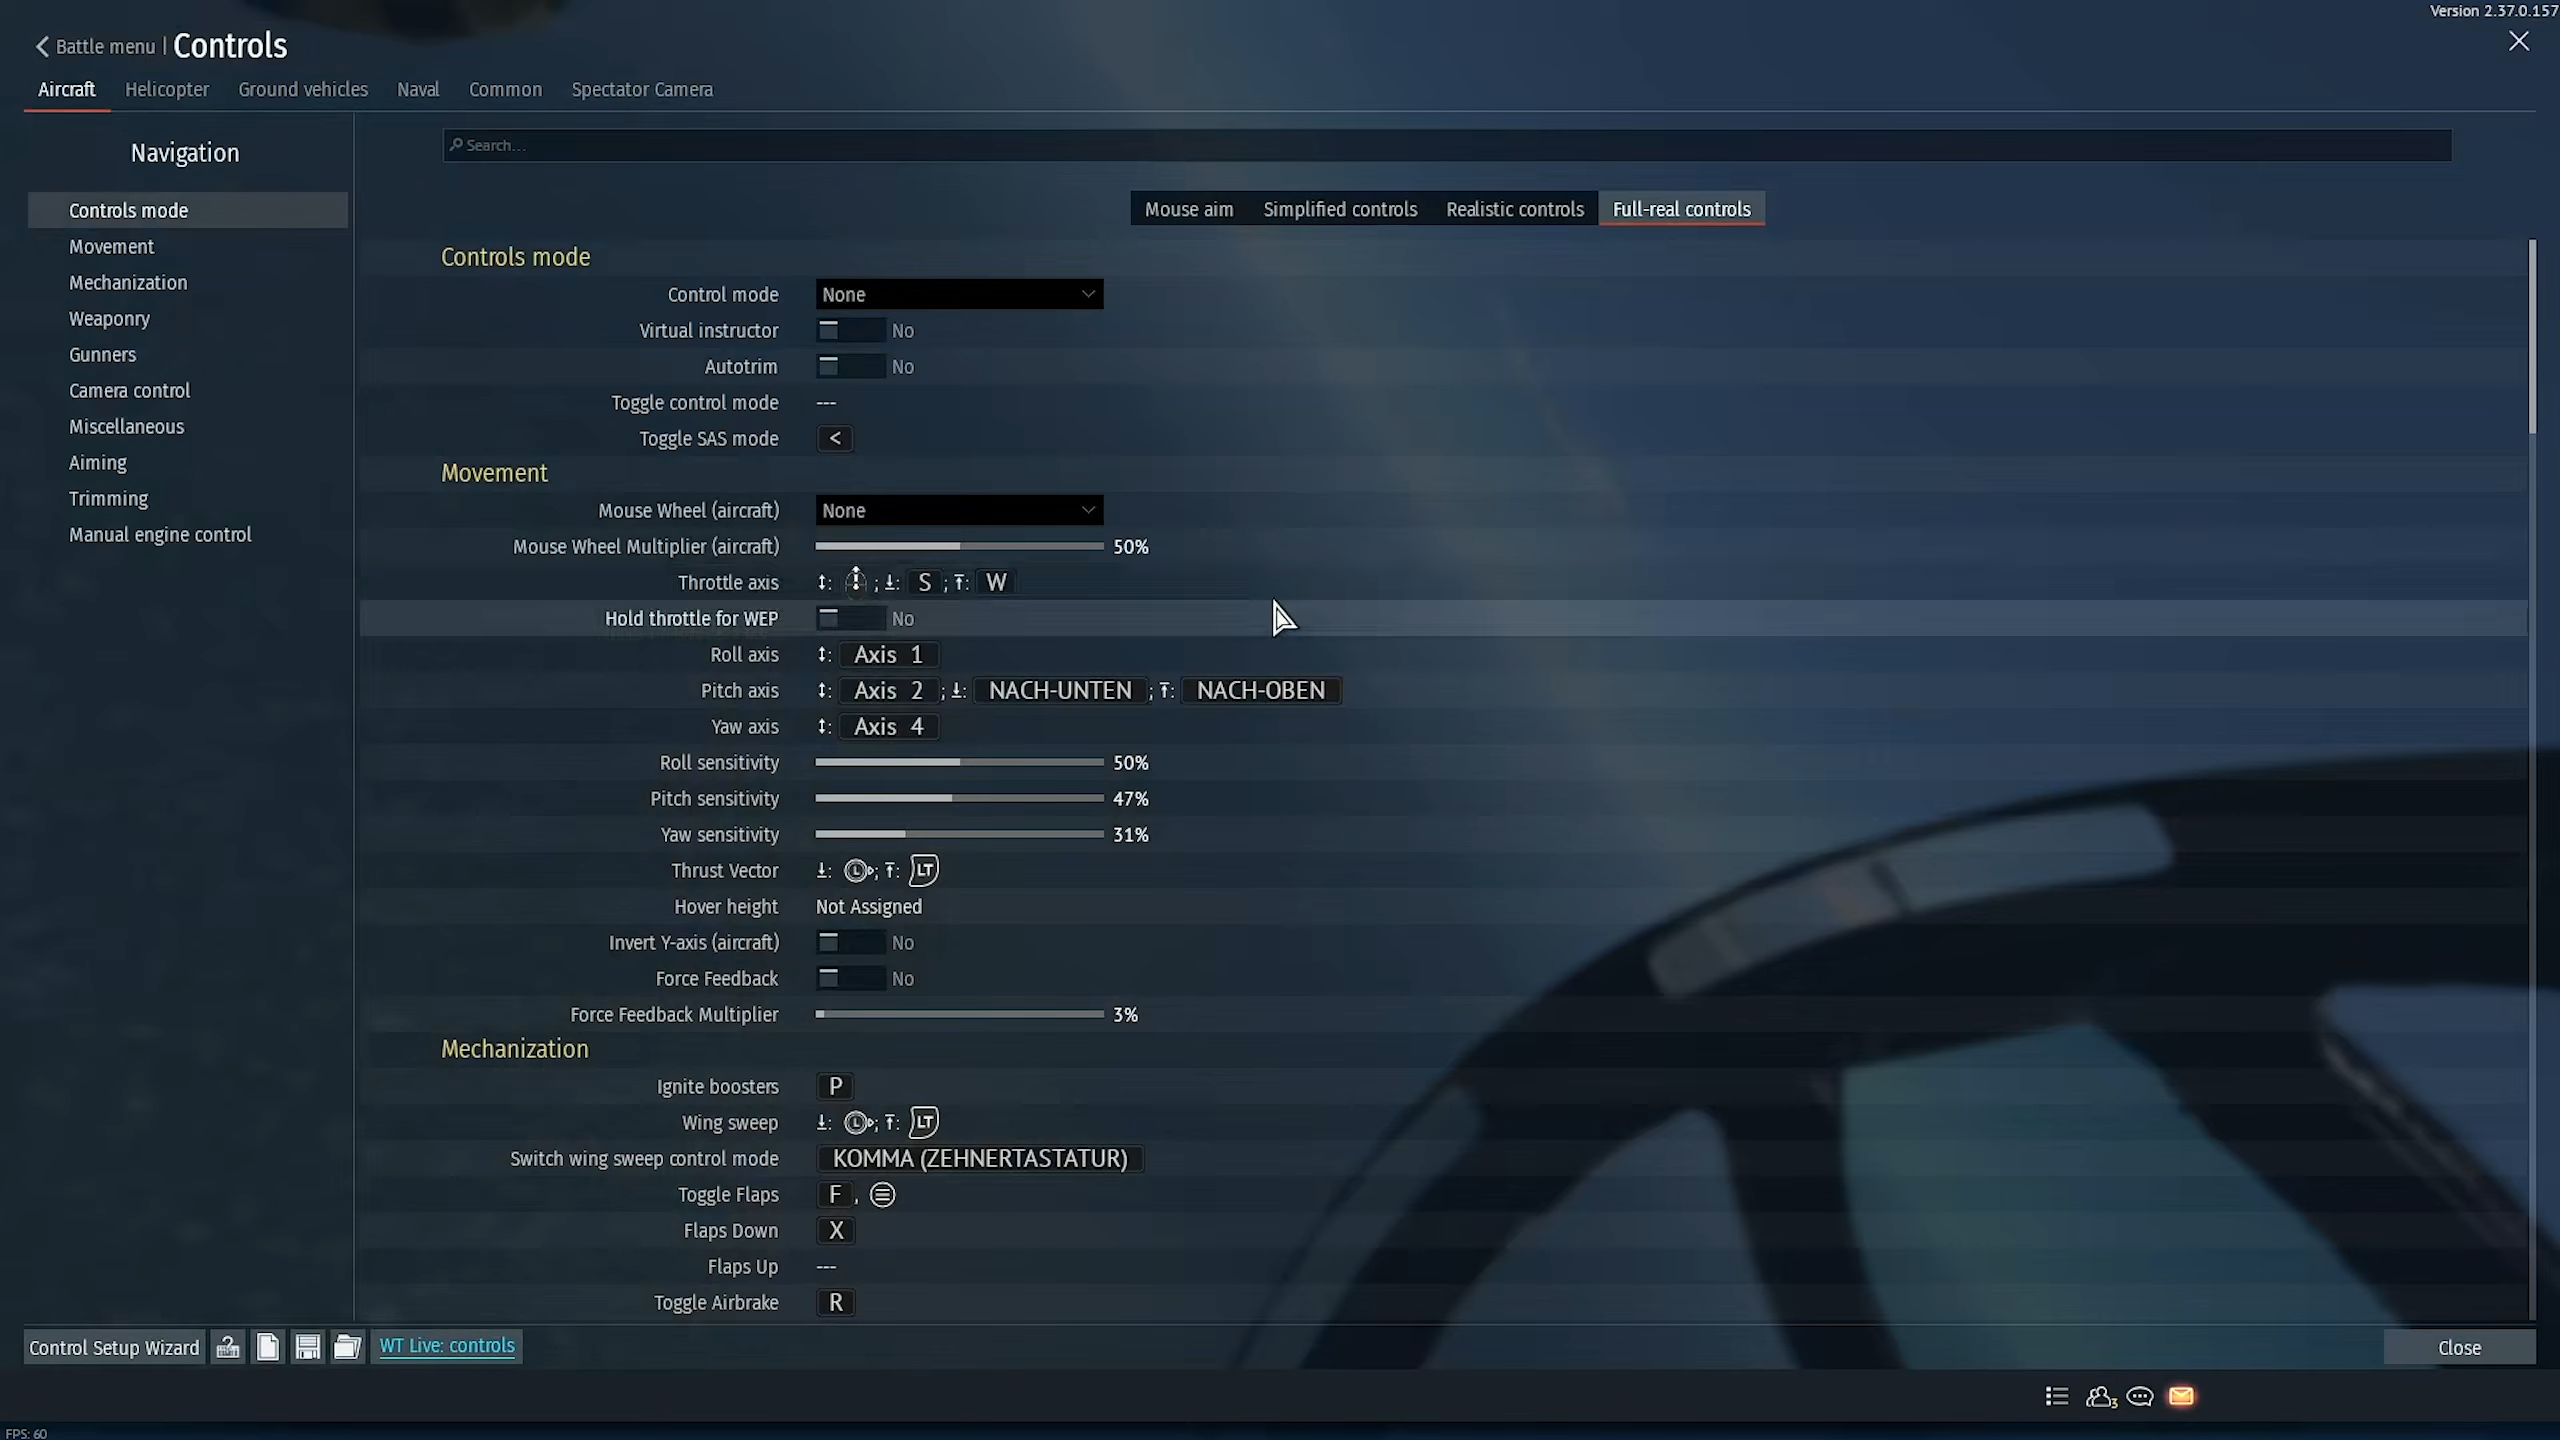 Version 2.37.0.157
Battle menu | Controls
Aircraft Helicopter Ground vehicles Naval Common Spectator Camera
Navigation
Controls mode
Movement
Mechanization
Weaponry
Gunners
Camera control
Miscellaneous
Aiming
Trimming
Manual engine control
Search...
Mouse aim Simplified controls Realistic controls Full-real controls
Controls mode
Control mode None
Virtual instructor No
Autotrim No
Toggle control mode ---
Toggle SAS mode <
Movement
Mouse Wheel (aircraft) None
Mouse Wheel Multiplier (aircraft) 50%
Throttle axis ↕: ; ↓: S ; ↑: W
Hold throttle for WEP No
Roll axis ↕: Axis 1
Pitch axis ↕: Axis 2 ; ↓: NACH-UNTEN ; ↑: NACH-OBEN
Yaw axis ↕: Axis 4
Roll sensitivity 50%
Pitch sensitivity 47%
Yaw sensitivity 31%
Thrust Vector ↓: L ; ↑: LT
Hover height Not Assigned
Invert Y-axis (aircraft) No
Force Feedback No
Force Feedback Multiplier 3%
Mechanization
Ignite boosters P
Wing sweep ↓: L ; ↑: LT
Switch wing sweep control mode KOMMA (ZEHNERTASTATUR)
Toggle Flaps F ,
Flaps Down X
Flaps Up ---
Toggle Airbrake R
Control Setup Wizard WT Live: controls Close
3
FPS: 60